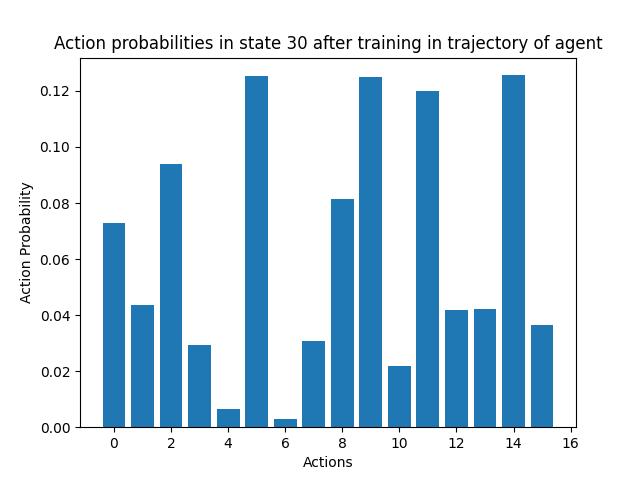 Action probabilities in state 30 after training in trajectory of agent
0.12
0.10
0.08
0.06
0.04
0.02
0.00
Action Probability
0 2 4 6 8 10 12 14 16
Actions